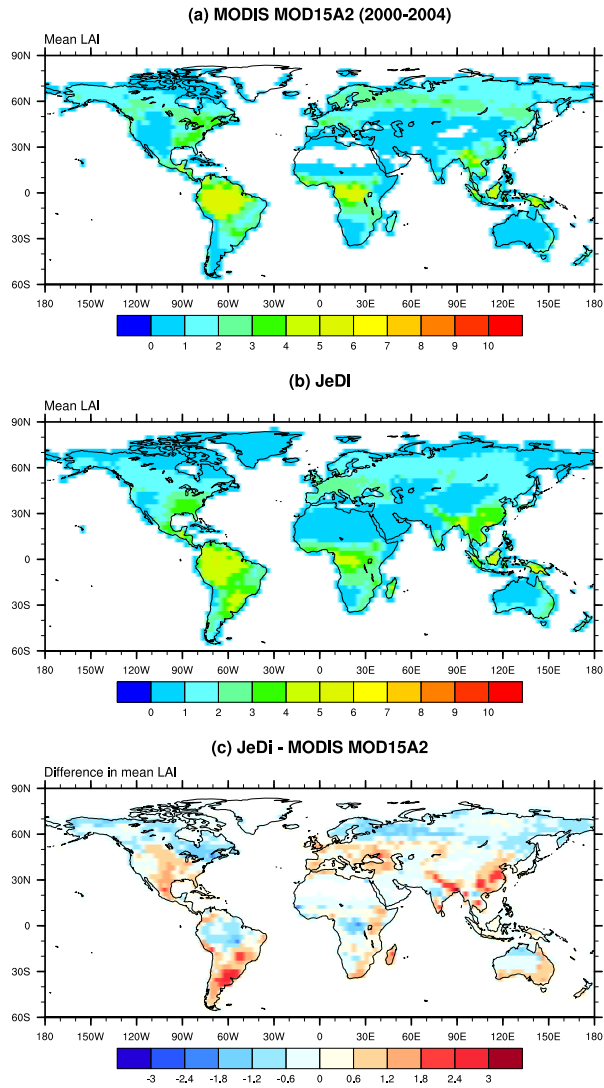 (a) MODIS MOD15A2 (2000-2004)
Mean LAI
90N
60N
30N
0
30S
60S
180 150W 120W 90W 60W 30W 0 30E 60E 90E 120E 150E 180
0 1 2 3 4 5 6 7 8 9 10
(b) JeDI
Mean LAI
90N
60N
30N
0
30S
60S
180 150W 120W 90W 60W 30W 0 30E 60E 90E 120E 150E 180
0 1 2 3 4 5 6 7 8 9 10
(c) JeDi - MODIS MOD15A2
Difference in mean LAI
90N
60N
30N
0
30S
60S
180 150W 120W 90W 60W 30W 0 30E 60E 90E 120E 150E 180
-3 -2.4 -1.8 -1.2 -0.6 0 0.6 1.2 1.8 2.4 3